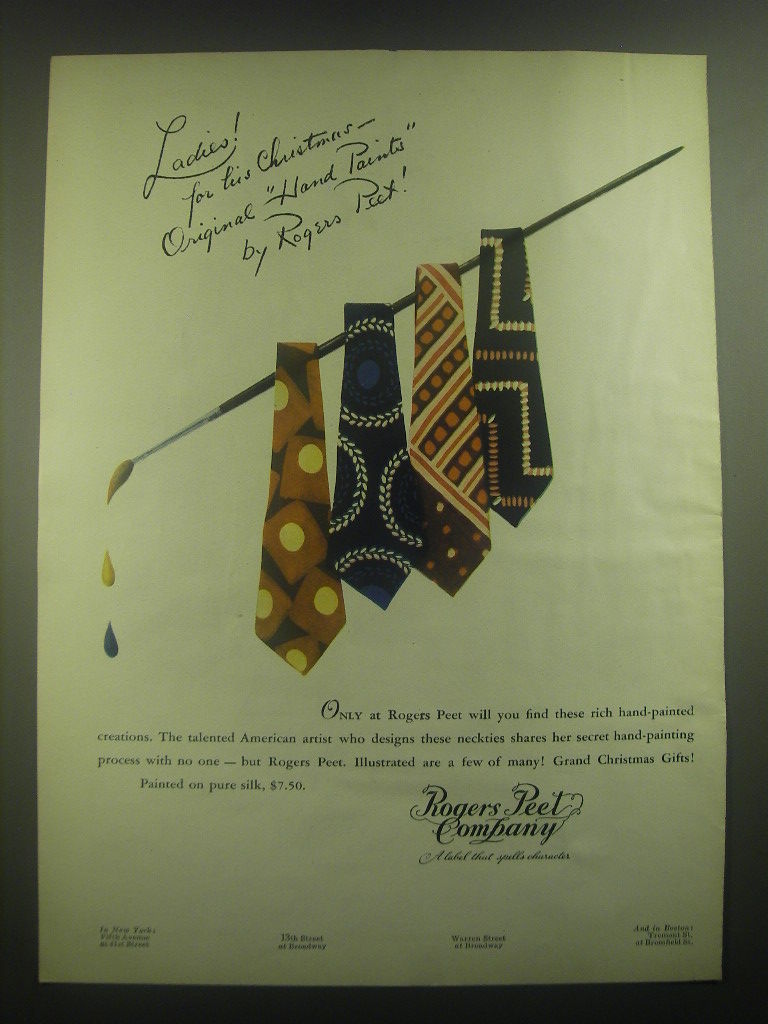 Ladies!
for his Christmas—
Original "Hand Paints"
by Rogers Peet!
ONLY at Rogers Peet will you find these rich hand-painted
creations. The talented American artist who designs these neckties shares her secret hand-painting
process with no one — but Rogers Peet. Illustrated are a few of many! Grand Christmas Gifts!
Painted on pure silk, $7.50.
Rogers Peet
Company
A label that spells character
In New York:
Fifth Avenue
at 41st Street
13th Street
at Broadway
Warren Street
at Broadway
And in Boston:
Tremont St.
at Bromfield St.